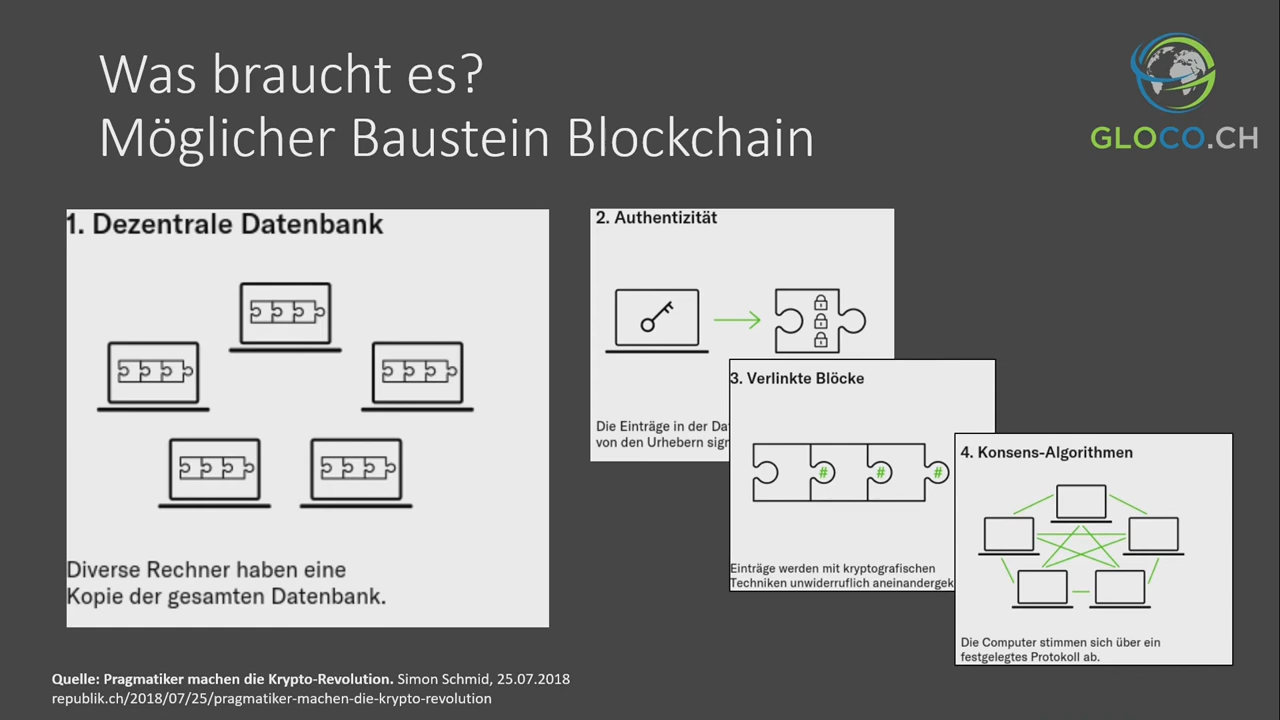 Was braucht es?
Möglicher Baustein Blockchain
GLOCO.CH
1. Dezentrale Datenbank
Diverse Rechner haben eine
Kopie der gesamten Datenbank.
2. Authentizität
Die Einträge in der Da
von den Urhebern sign
3. Verlinkte Blöcke
# # #
Einträge werden mit kryptografischen
Techniken unwiderruflich aneinandergek
4. Konsens-Algorithmen
Die Computer stimmen sich über ein
festgelegtes Protokoll ab.
Quelle: Pragmatiker machen die Krypto-Revolution. Simon Schmid, 25.07.2018
republik.ch/2018/07/25/pragmatiker-machen-die-krypto-revolution